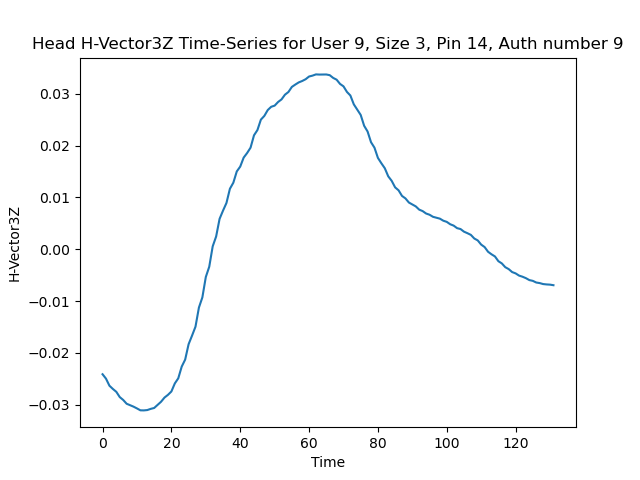 Head H-Vector3Z Time-Series for User 9, Size 3, Pin 14, Auth number 9
H-Vector3Z
0.03
0.02
0.01
0.00
−0.01
−0.02
−0.03
0 20 40 60 80 100 120
Time